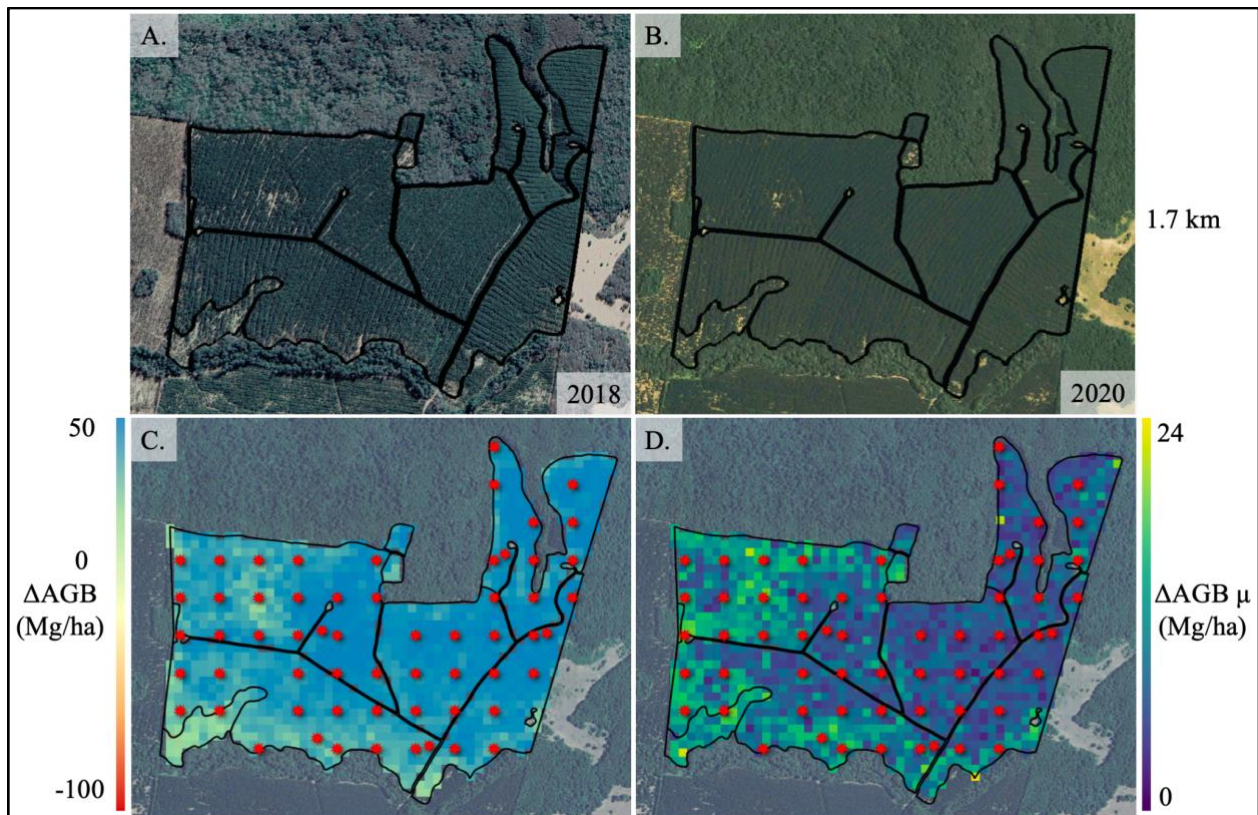 A.
B.
1.7 km
2018
2020
50
0
ΔAGB
(Mg/ha)
-100
C.
D.
24
ΔAGB μ
(Mg/ha)
0